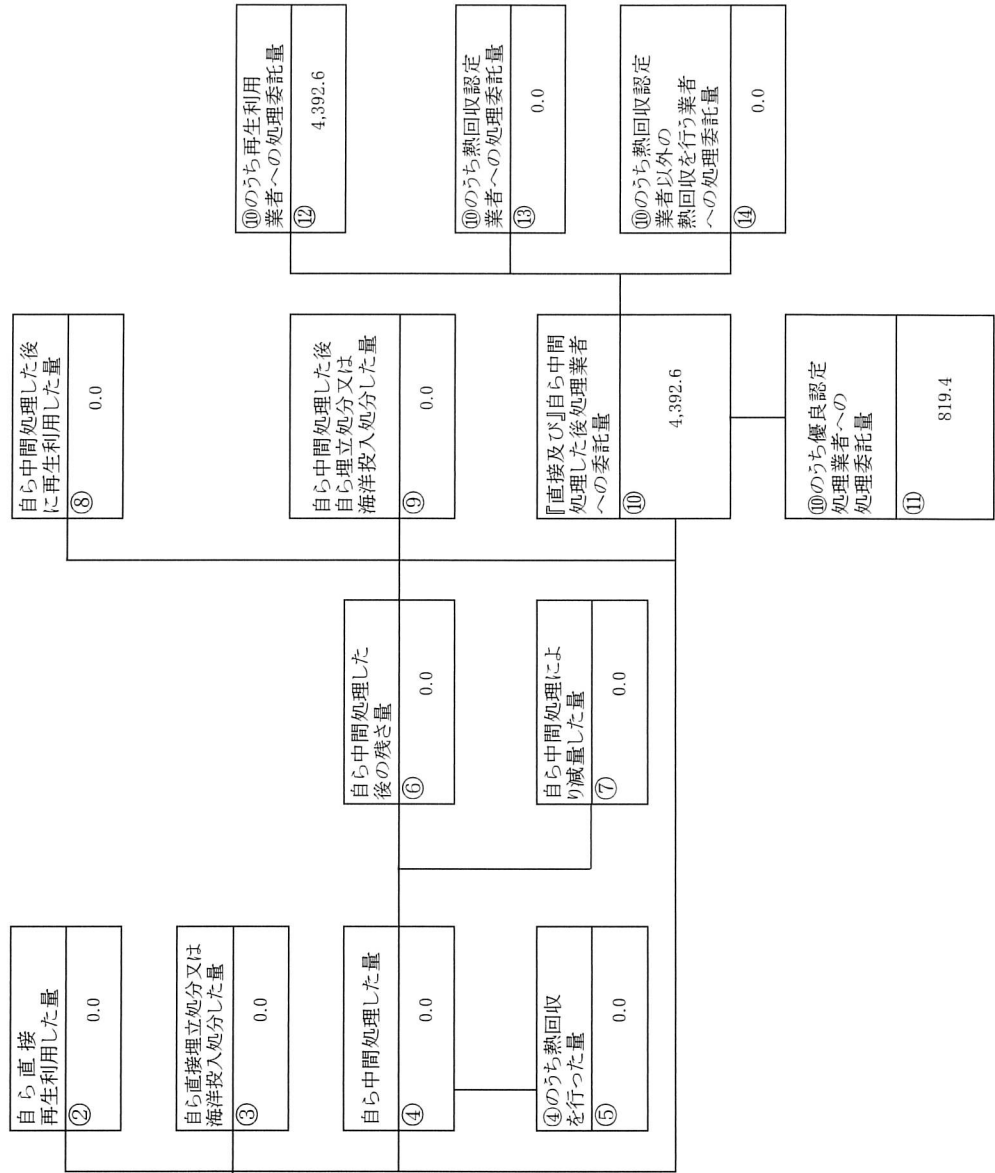 自 ら 直 接
再生利用した量
②
0.0
自ら直接埋立処分又は
海洋投入処分した量
③
0.0
自ら中間処理した量
④
0.0
④のうち熱回収
を行った量
⑤
0.0
自ら中間処理した
後の残さ量
⑥
0.0
自ら中間処理によ
り減量した量
⑦
0.0
自ら中間処理した後
に再生利用した量
⑧
0.0
自ら中間処理した後
自ら埋立処分又は
海洋投入処分した量
⑨
0.0
『直接及び』自ら中間
処理した後処理業者
への委託量
⑩
4,392.6
⑩のうち優良認定
処理業者への
処理委託量
⑪
819.4
⑩のうち再生利用
業者への処理委託量
⑫
4,392.6
⑩のうち熱回収認定
業者への処理委託量
⑬
0.0
⑩のうち熱回収認定
業者以外の
熱回収を行う業者
への処理委託量
⑭
0.0